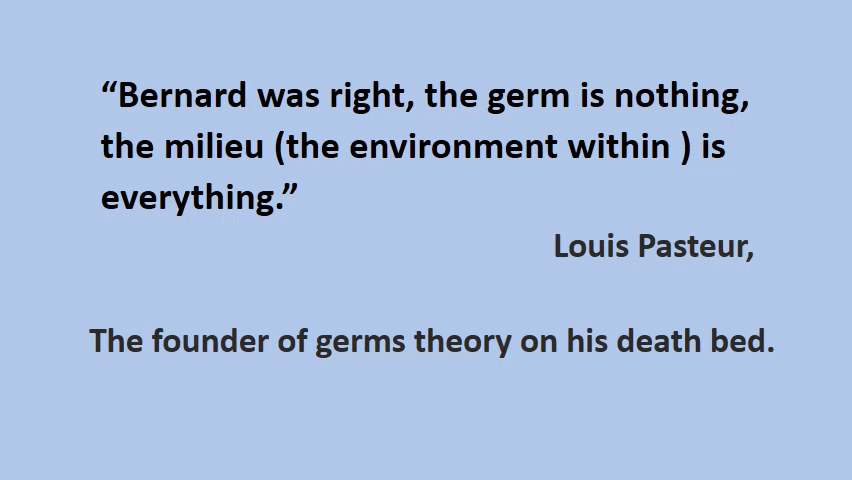 “Bernard was right, the germ is nothing,
the milieu (the environment within ) is
everything.”
Louis Pasteur,
The founder of germs theory on his death bed.